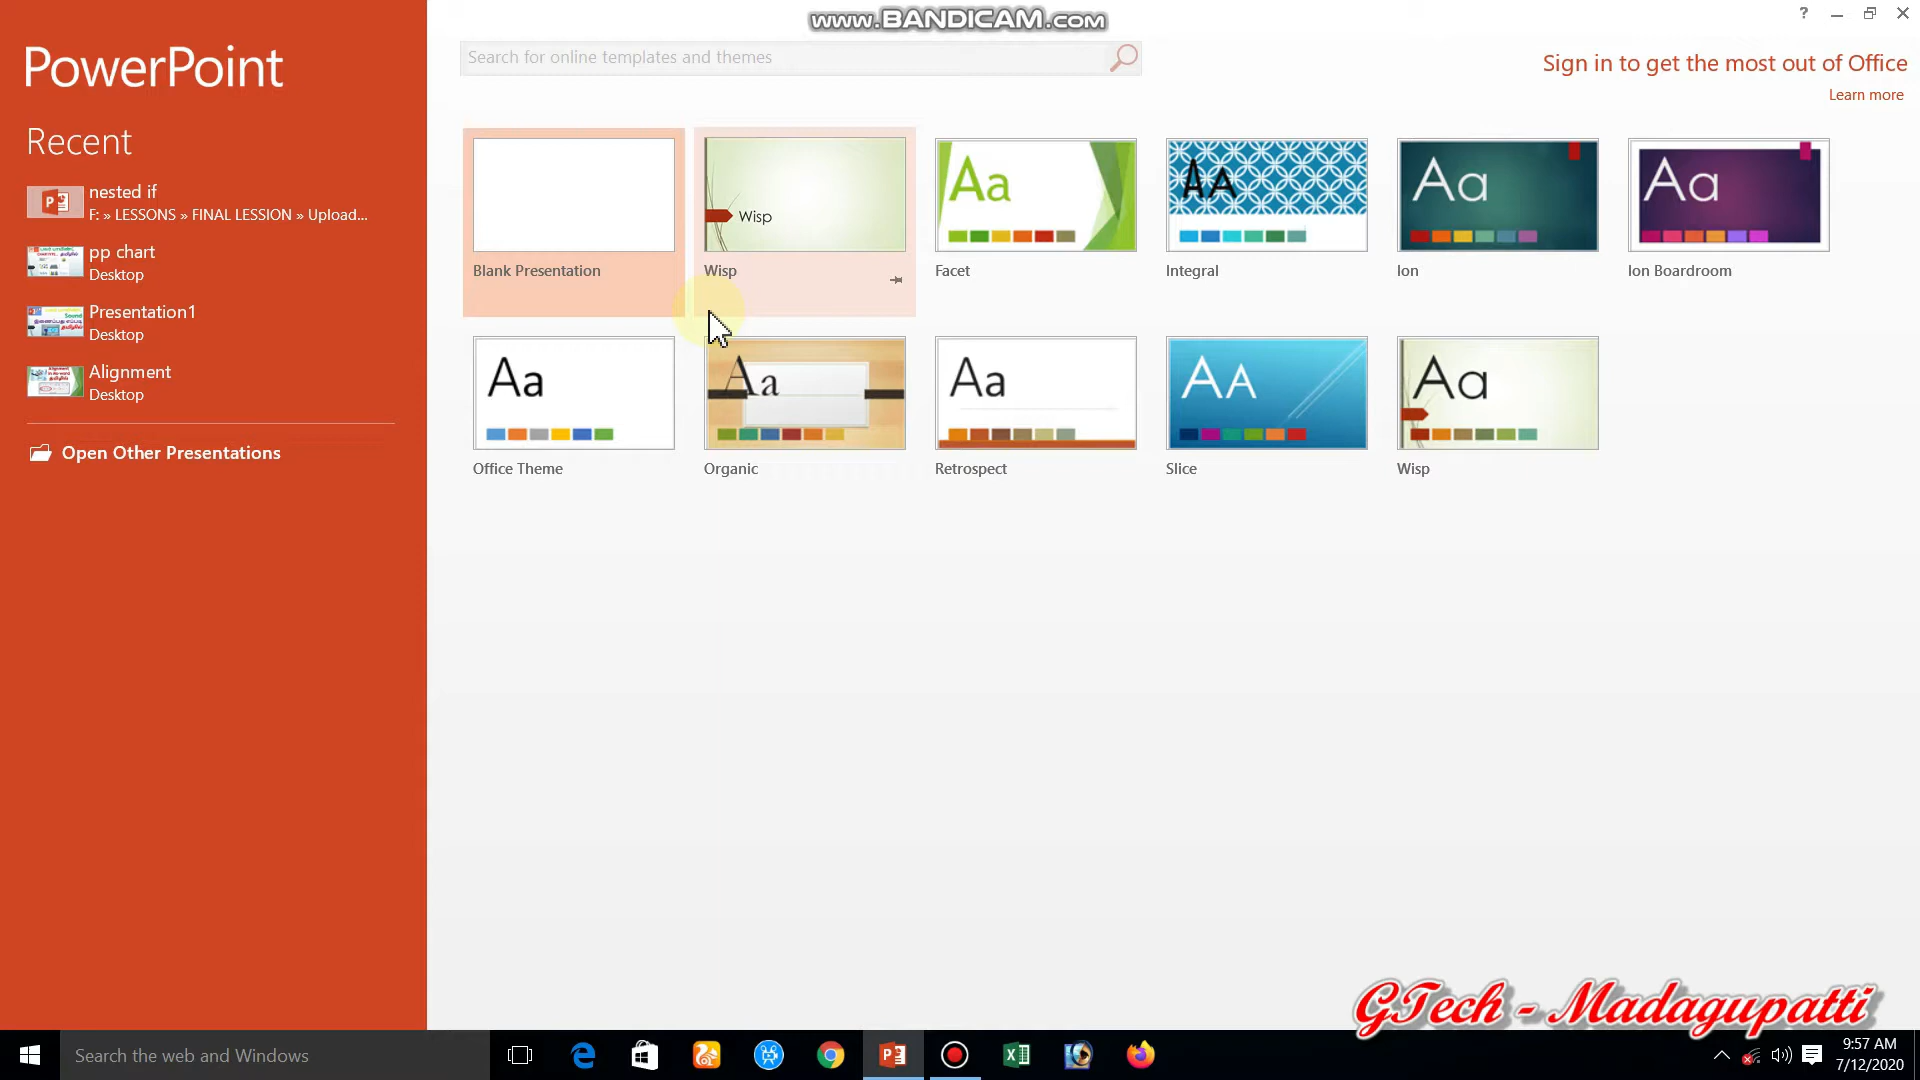 www.BANDICAM.com
PowerPoint
Search for online templates and themes
Sign in to get the most out of Office
Learn more
Recent
nested if
F: » LESSONS » FINAL LESSION » Upload...
pp chart
Desktop
Presentation1
Desktop
Alignment
Desktop
Open Other Presentations
Wisp
Aa
Aa
Aa
Aa
Blank Presentation
Wisp
Facet
Integral
Ion
Ion Boardroom
Aa
Aa
Aa
Aa
Aa
Office Theme
Organic
Retrospect
Slice
Wisp
GTech - Madagupatti
Search the web and Windows
9:57 AM
7/12/2020